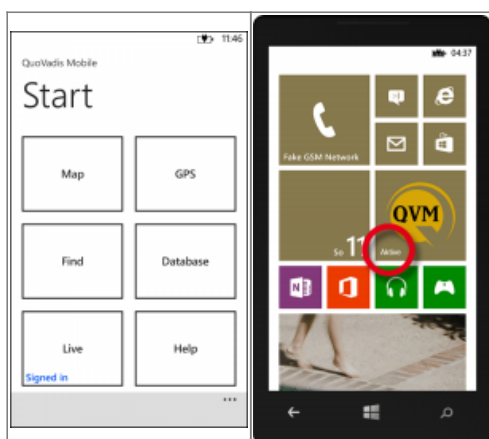 11:46
QuoVadis Mobile
Start
Map
GPS
Find
Database
Live
Signed in
Help
...
04:37
Fake GSM Network
QVM
So 11
Aktive
N